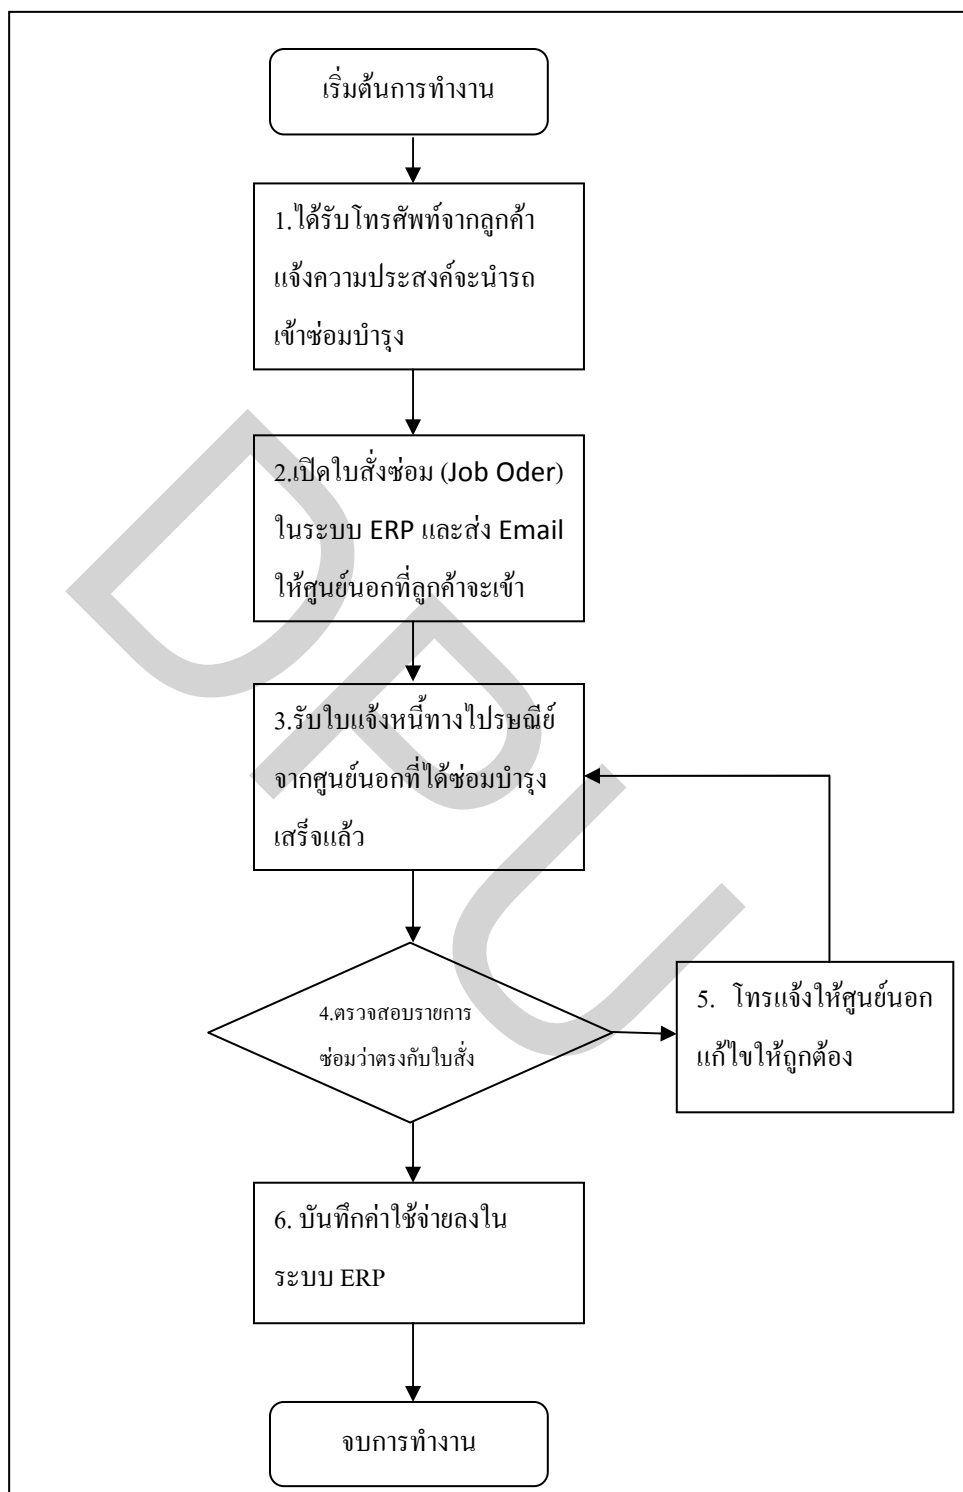 เริ่มต้นการทำงาน
1.ได้รับโทรศัพท์จากลูกค้า
แจ้งความประสงค์จะนำรถ
เข้าซ่อมบำรุง
2.เปิดใบสั่งซ่อม (Job Oder)
ในระบบ ERP และส่ง Email
ให้ศูนย์นอกที่ลูกค้าจะเข้า
3.รับใบแจ้งหนี้ทางไปรษณีย์
จากศูนย์นอกที่ได้ซ่อมบำรุง
เสร็จแล้ว
4.ตรวจสอบรายการ
ซ่อมว่าตรงกับใบสั่ง
5. โทรแจ้งให้ศูนย์นอก
แก้ไขให้ถูกต้อง
6. บันทึกค่าใช้จ่ายลงใน
ระบบ ERP
จบการทำงาน
DPU